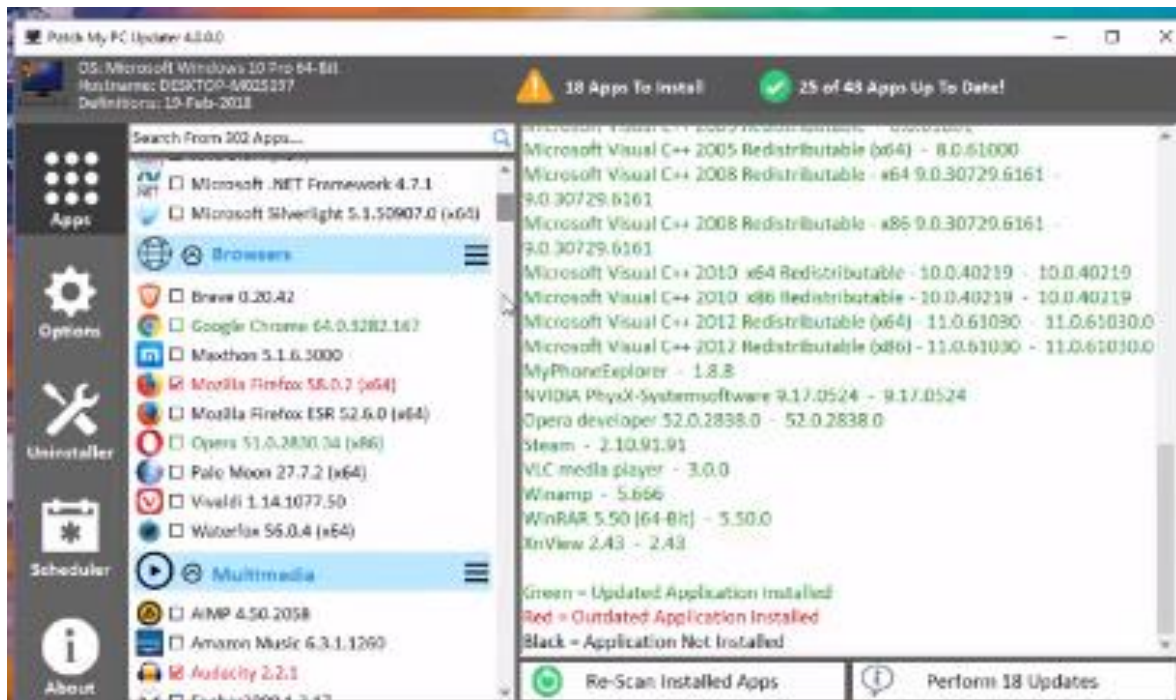 Patch My PC Updater 4.0.0.0
OS: Microsoft Windows 10 Pro 64-Bit
Hostname:
Definitions: 19-Feb-2018
18 Apps To Install
25 of 43 Apps Up To Date!
Search From 302 Apps...
Apps
Options
Uninstaller
Scheduler
About
.NET
Microsoft .NET Framework 4.7.1
Microsoft Silverlight 5.1.50907.0 (x64)
Browsers
Brave 0.20.42
Google Chrome 64.0.3282.167
Maxthon 5.1.6.3000
Mozilla Firefox 58.0.2 (x64)
Mozilla Firefox ESR 52.6.0 (x64)
Opera 51.0.2830.34 (x86)
Pale Moon 27.7.2 (x64)
Vivaldi 1.14.1077.50
Waterfox 56.0.4 (x64)
Multimedia
AIMP 4.50.2058
Amazon Music 6.3.1.1260
Audacity 2.2.1
Microsoft Visual C++ 2005 Redistributable - 8.0.61001
Microsoft Visual C++ 2005 Redistributable (x64) - 8.0.61000
Microsoft Visual C++ 2008 Redistributable - x64 9.0.30729.6161 -
9.0.30729.6161
Microsoft Visual C++ 2008 Redistributable - x86 9.0.30729.6161 -
9.0.30729.6161
Microsoft Visual C++ 2010 x64 Redistributable - 10.0.40219 - 10.0.40219
Microsoft Visual C++ 2010 x86 Redistributable - 10.0.40219 - 10.0.40219
Microsoft Visual C++ 2012 Redistributable (x64) - 11.0.61030 - 11.0.61030.0
Microsoft Visual C++ 2012 Redistributable (x86) - 11.0.61030 - 11.0.61030.0
MyPhoneExplorer - 1.8.8
NVIDIA PhysX-Systemsoftware 9.17.0524 - 9.17.0524
Opera developer 52.0.2838.0 - 52.0.2838.0
Steam - 2.10.91.91
VLC media player - 3.0.0
Winamp - 5.666
WinRAR 5.50 (64-Bit) - 5.50.0
XnView 2.43 - 2.43
Green = Updated Application Installed
Red = Outdated Application Installed
Black = Application Not Installed
Re-Scan Installed Apps
Perform 18 Updates